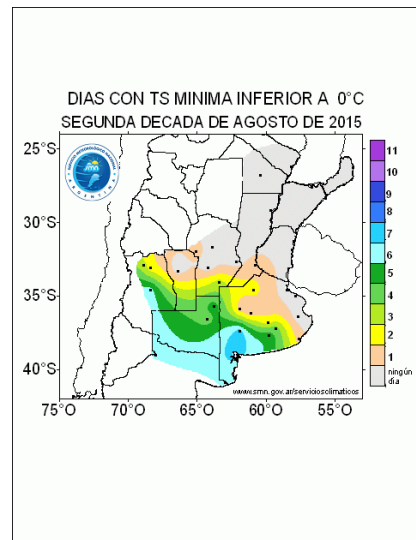 DIAS CON TS MINIMA INFERIOR A 0°C
SEGUNDA DECADA DE AGOSTO DE 2015
25°S
30°S
35°S
40°S
75°O
70°O
65°O
60°O
55°O
11
10
9
8
7
6
5
4
3
2
1
ningún
día
www.smn.gov.ar/serviciosclimaticos
ARGENTINA